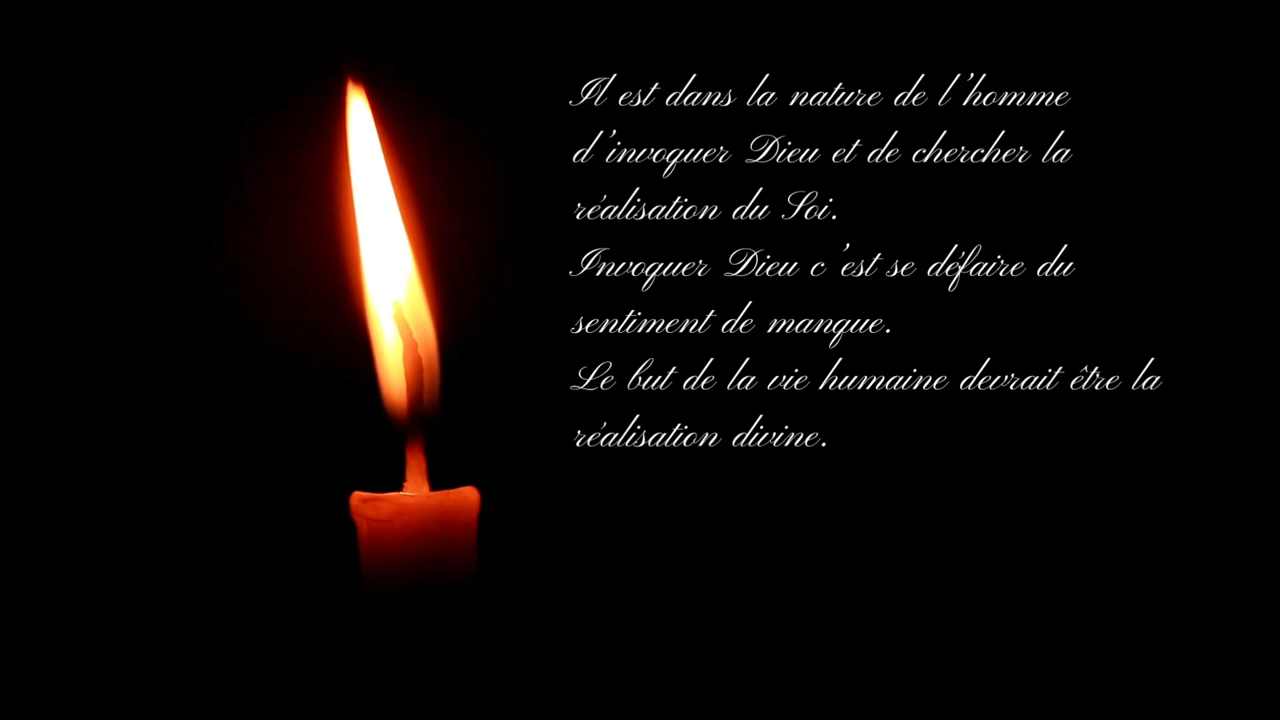 Il est dans la nature de l’homme
d’invoquer Dieu et de chercher la
réalisation du Soi.
Invoquer Dieu c’est se défaire du
sentiment de manque.
Le but de la vie humaine devrait être la
réalisation divine.